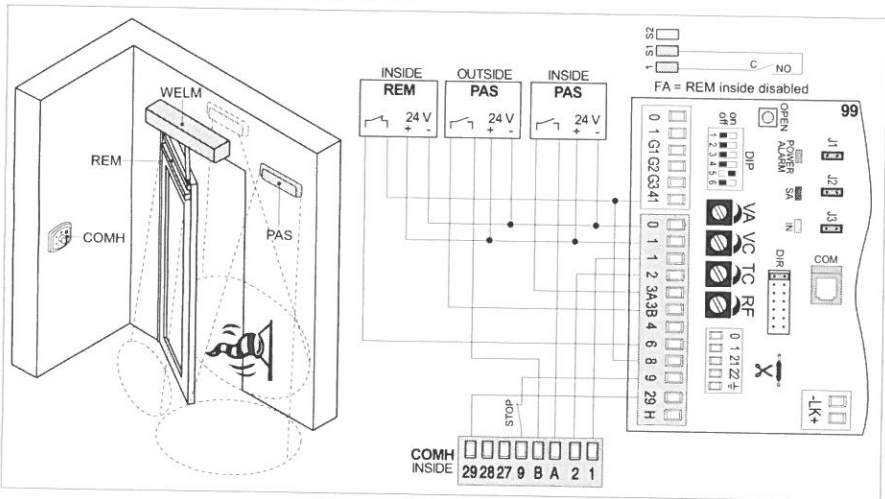 WELM
REM
COMH
PAS
S2
S1
1
C NO
FA = REM inside disabled
INSIDE
REM
24 V
+ -
OUTSIDE
PAS
24 V
+ -
INSIDE
PAS
24 V
+ -
99
0
1
G1
G2
G3
41
on
off
1
2
3
4
5
6
DIP
OPEN
POWER
ALARM
SA
IN
J1
J2
J3
0
1
1
2
3A
3B
4
6
8
9
29
H
VA
VC
TC
RF
DIR
COM
0
1
21
22
-LK+
STOP
COMH
INSIDE
29 28 27 9 B A 2 1